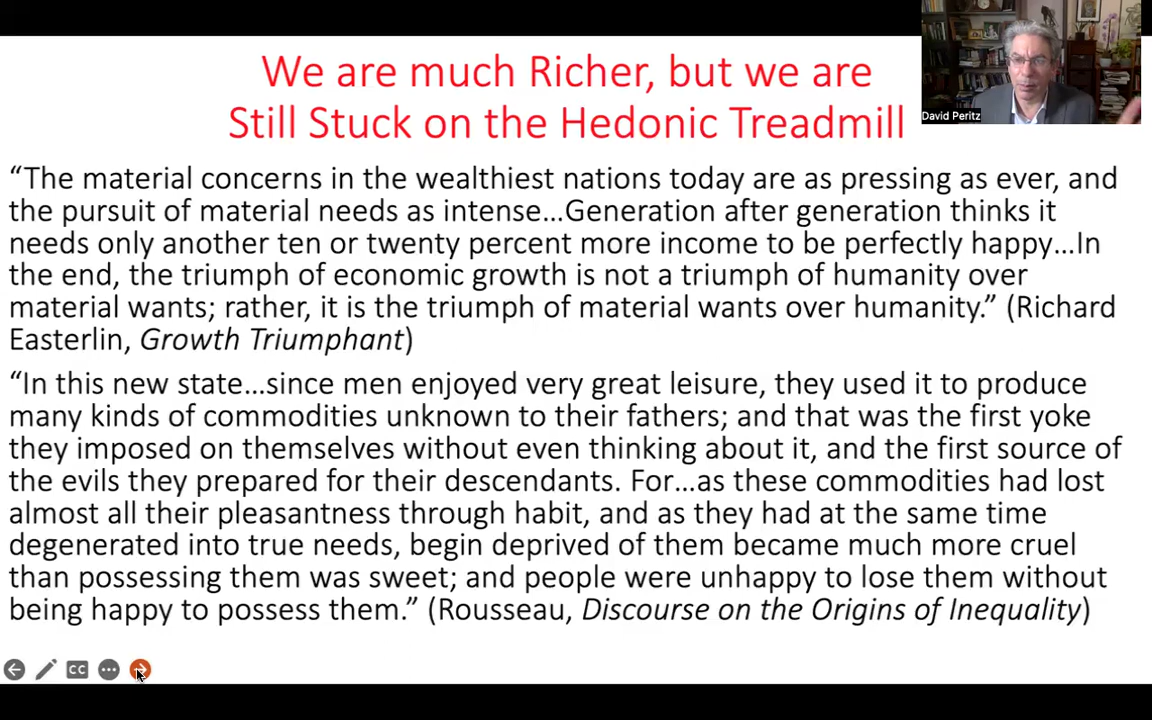 We are much Richer, but we are
Still Stuck on the Hedonic Treadmill
David Peritz
“The material concerns in the wealthiest nations today are as pressing as ever, and
the pursuit of material needs as intense…Generation after generation thinks it
needs only another ten or twenty percent more income to be perfectly happy…In
the end, the triumph of economic growth is not a triumph of humanity over
material wants; rather, it is the triumph of material wants over humanity.” (Richard
Easterlin, Growth Triumphant)
“In this new state…since men enjoyed very great leisure, they used it to produce
many kinds of commodities unknown to their fathers; and that was the first yoke
they imposed on themselves without even thinking about it, and the first source of
the evils they prepared for their descendants. For…as these commodities had lost
almost all their pleasantness through habit, and as they had at the same time
degenerated into true needs, begin deprived of them became much more cruel
than possessing them was sweet; and people were unhappy to lose them without
being happy to possess them.” (Rousseau, Discourse on the Origins of Inequality)
CC